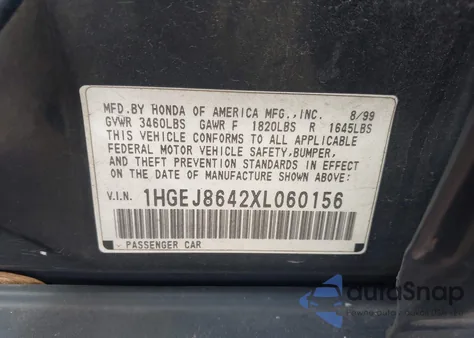 MFD. BY HONDA OF AMERICA MFG., INC. 8/99
GVWR 3460LBS GAWR F 1820LBS R 1645LBS
THIS VEHICLE CONFORMS TO ALL APPLICABLE
FEDERAL MOTOR VEHICLE SAFETY, BUMPER,
AND THEFT PREVENTION STANDARDS IN EFFECT
ON THE DATE OF MANUFACTURE SHOWN ABOVE.
V.I.N. 1HGEJ8642XL060156
PASSENGER CAR
autoSnap